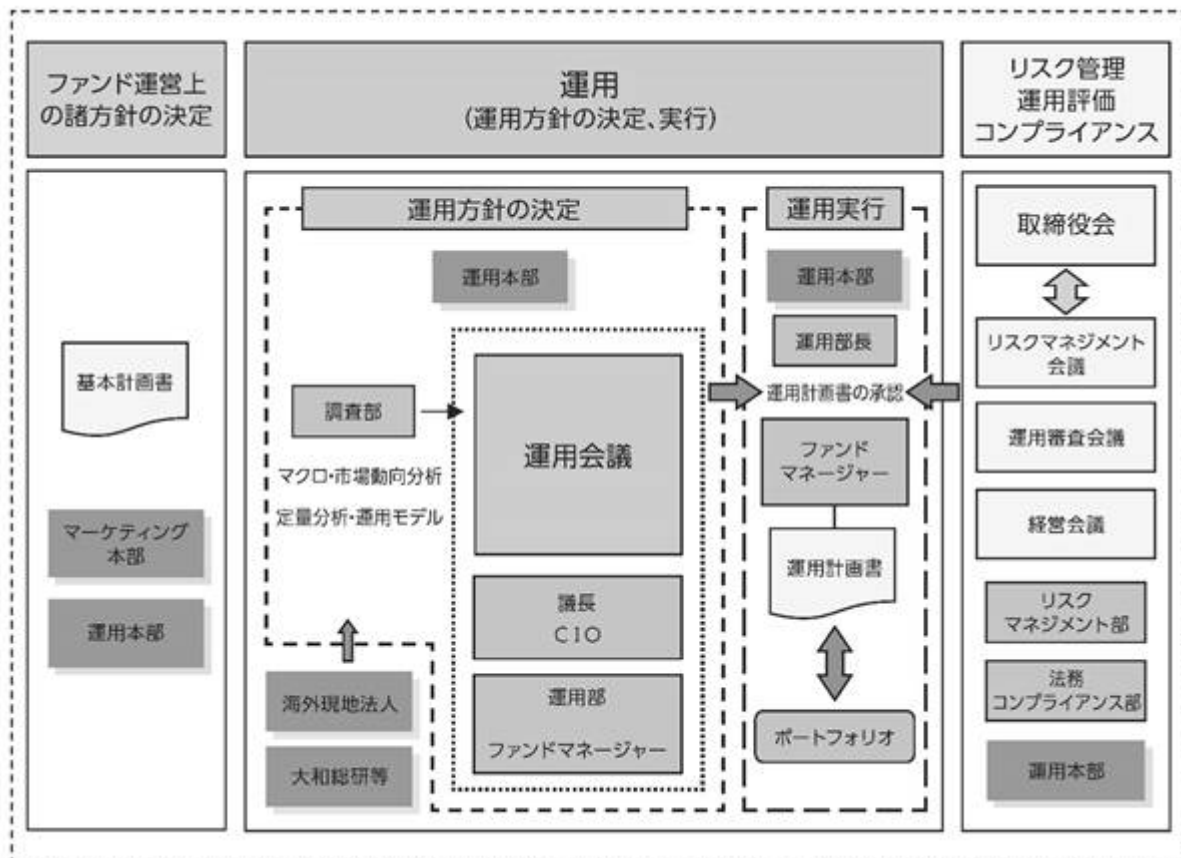 ファンド運営上
の諸方針の決定
運用
(運用方針の決定、実行)
リスク管理
運用評価
コンプライアンス
基本計画書
マーケティング
本部
運用本部
運用方針の決定
運用本部
調査部
マクロ・市場動向分析
定量分析・運用モデル
運用会議
議長
CIO
運用部
ファンドマネージャー
海外現地法人
大和総研等
運用実行
運用本部
運用部長
運用計画書の承認
ファンド
マネージャー
運用計画書
ポートフォリオ
取締役会
リスクマネジメント
会議
運用審査会議
経営会議
リスク
マネジメント部
法務
コンプライアンス部
運用本部